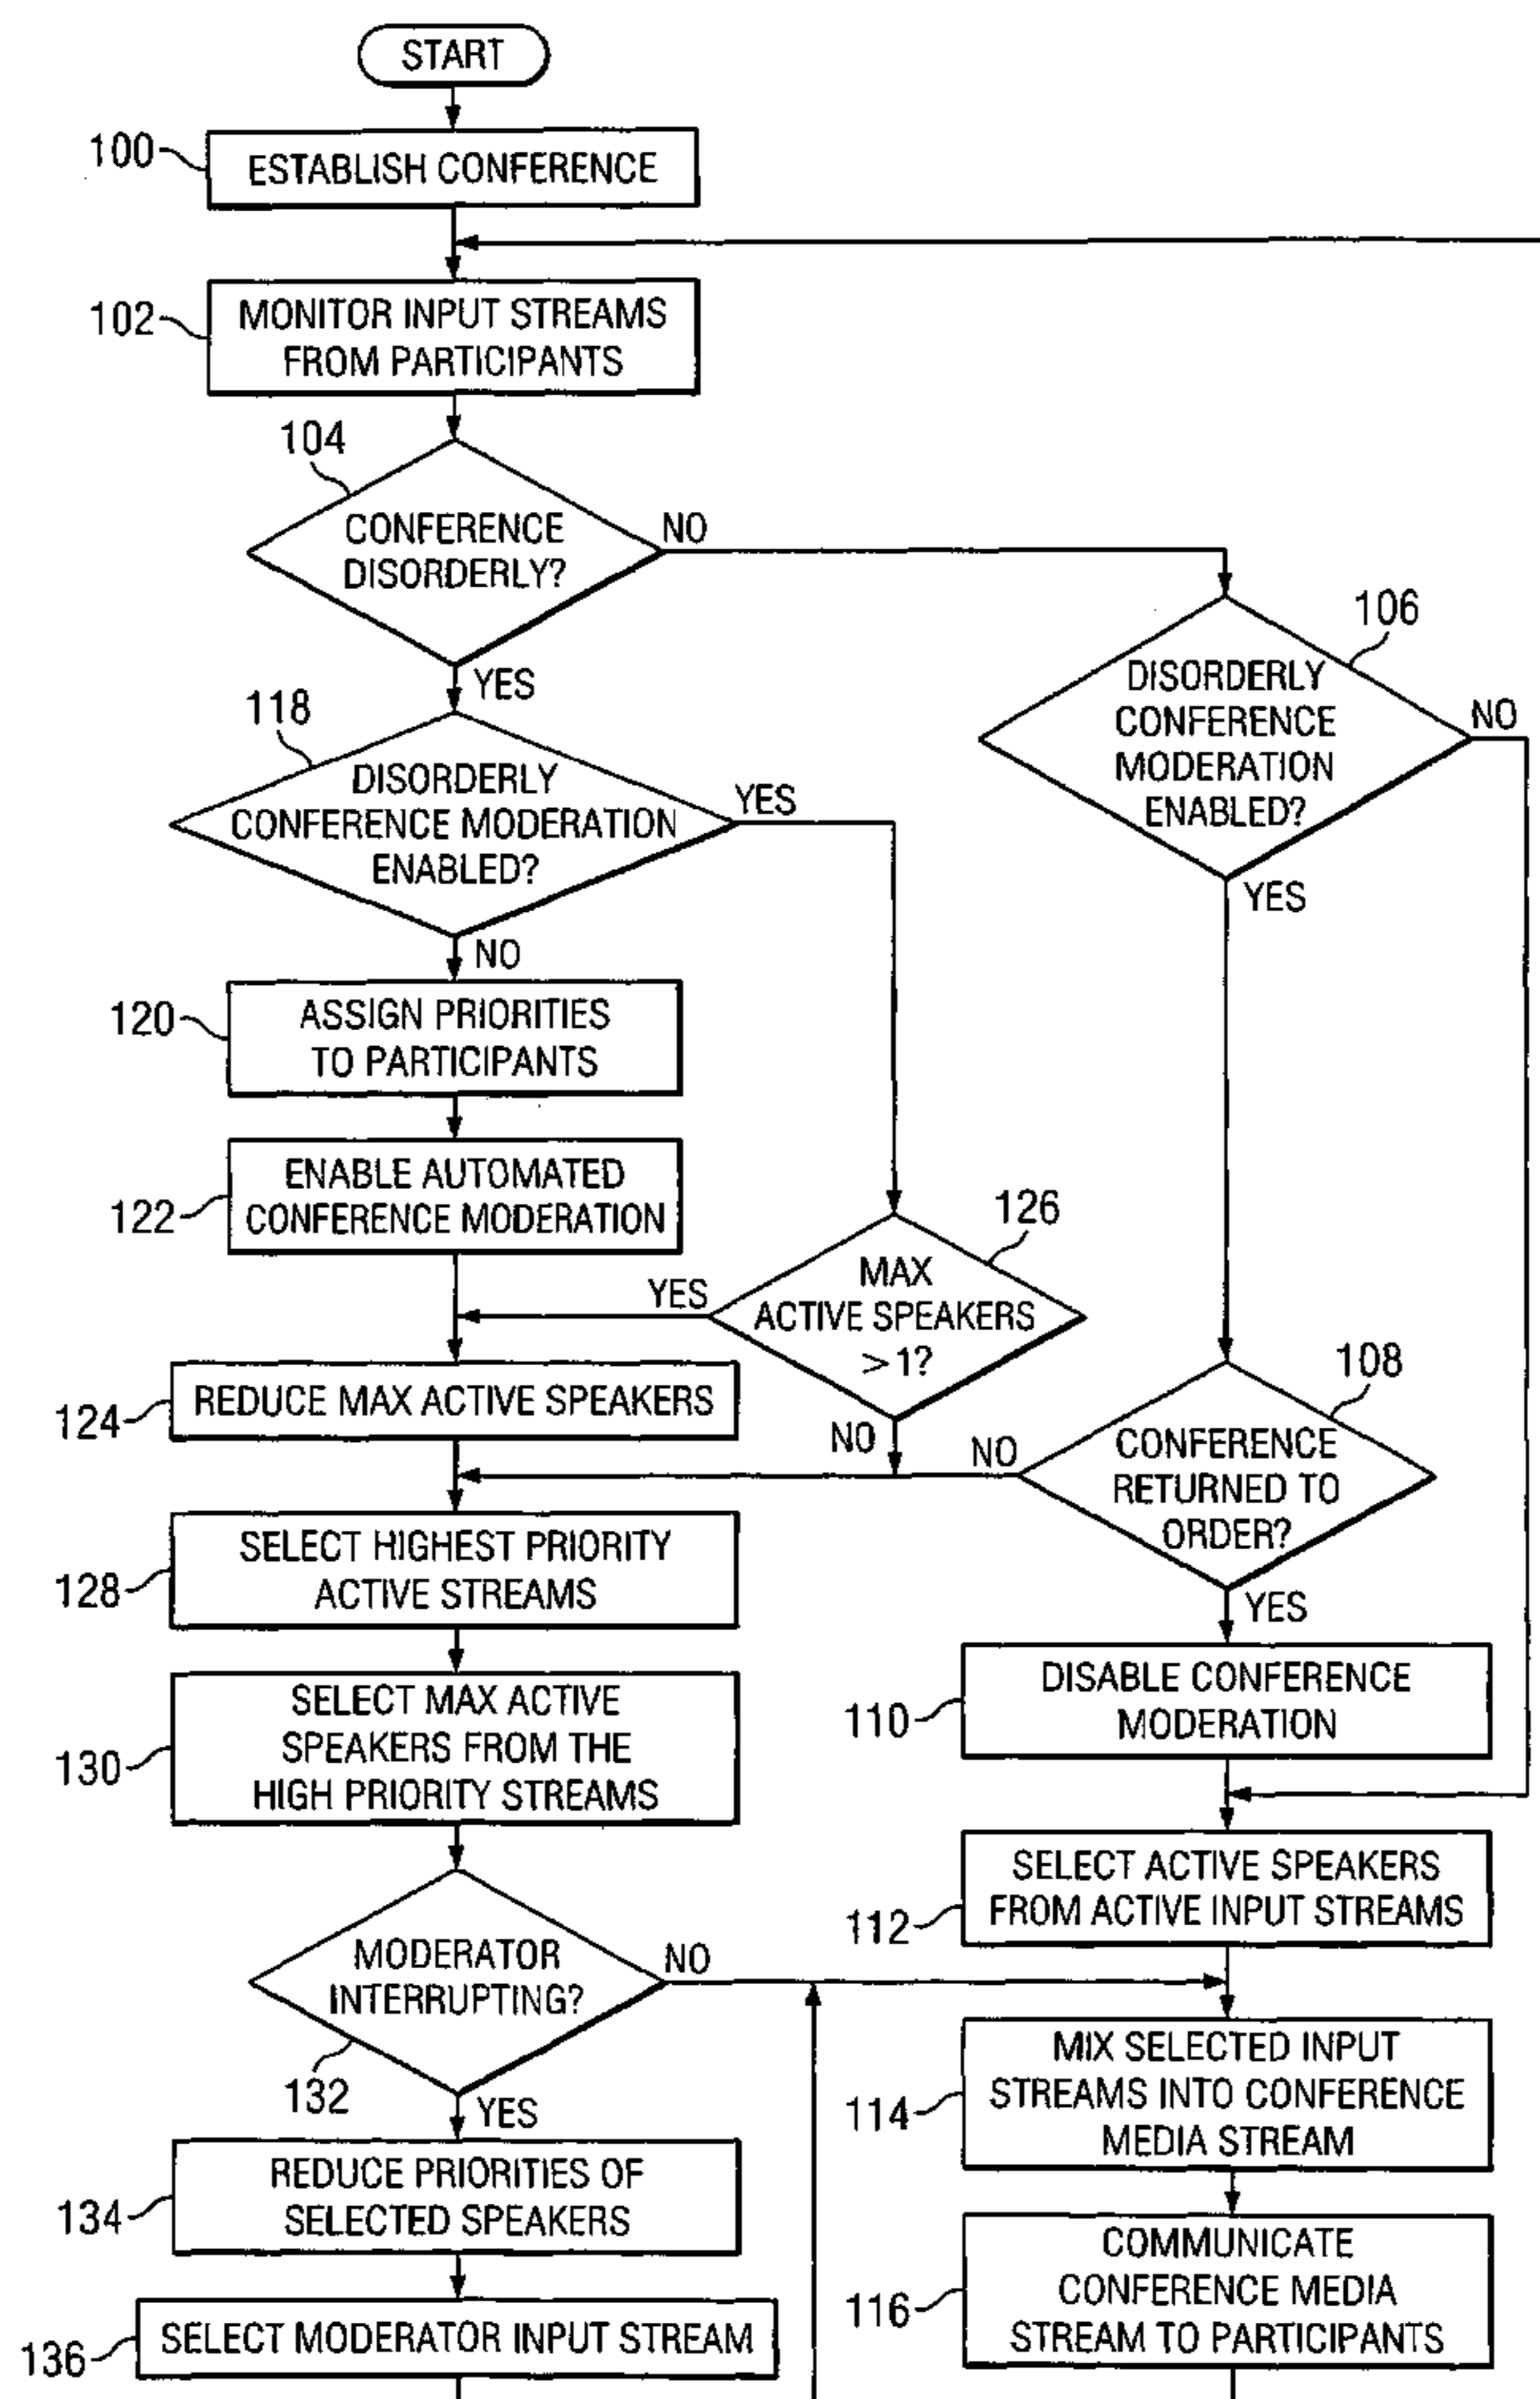 START
100
ESTABLISH CONFERENCE
102
MONITOR INPUT STREAMS
FROM PARTICIPANTS
104
CONFERENCE
DISORDERLY?
NO
YES
106
DISORDERLY
CONFERENCE
MODERATION
ENABLED?
NO
YES
118
DISORDERLY
CONFERENCE MODERATION
ENABLED?
YES
NO
120
ASSIGN PRIORITIES
TO PARTICIPANTS
122
ENABLE AUTOMATED
CONFERENCE MODERATION
126
MAX
ACTIVE SPEAKERS
> 1?
YES
NO
124
REDUCE MAX ACTIVE SPEAKERS
108
CONFERENCE
RETURNED TO
ORDER?
NO
YES
128
SELECT HIGHEST PRIORITY
ACTIVE STREAMS
110
DISABLE CONFERENCE
MODERATION
130
SELECT MAX ACTIVE
SPEAKERS FROM THE
HIGH PRIORITY STREAMS
112
SELECT ACTIVE SPEAKERS
FROM ACTIVE INPUT STREAMS
132
MODERATOR
INTERRUPTING?
NO
YES
114
MIX SELECTED INPUT
STREAMS INTO CONFERENCE
MEDIA STREAM
134
REDUCE PRIORITIES OF
SELECTED SPEAKERS
116
COMMUNICATE
CONFERENCE MEDIA
STREAM TO PARTICIPANTS
136
SELECT MODERATOR INPUT STREAM